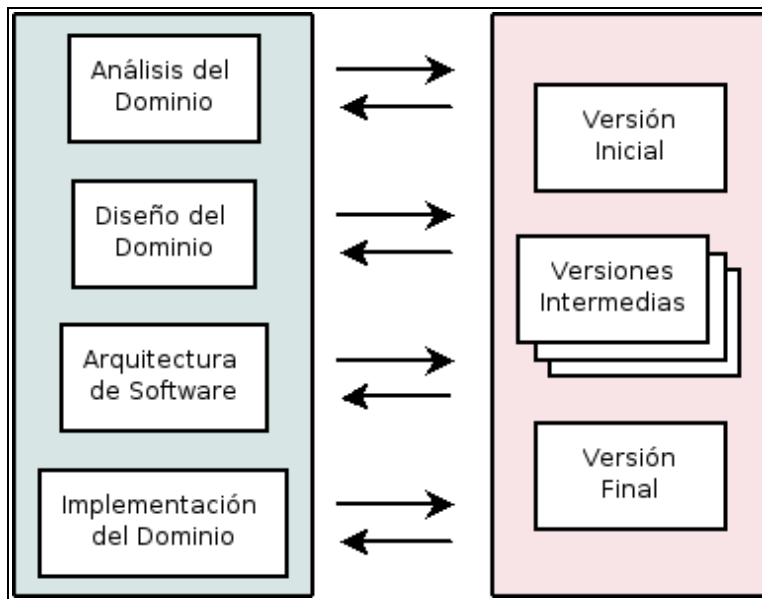 Análisis del
Dominio
Diseño del
Dominio
Arquitectura
de Software
Implementación
del Dominio
Versión
Inicial
Versiones
Intermedias
Versión
Final